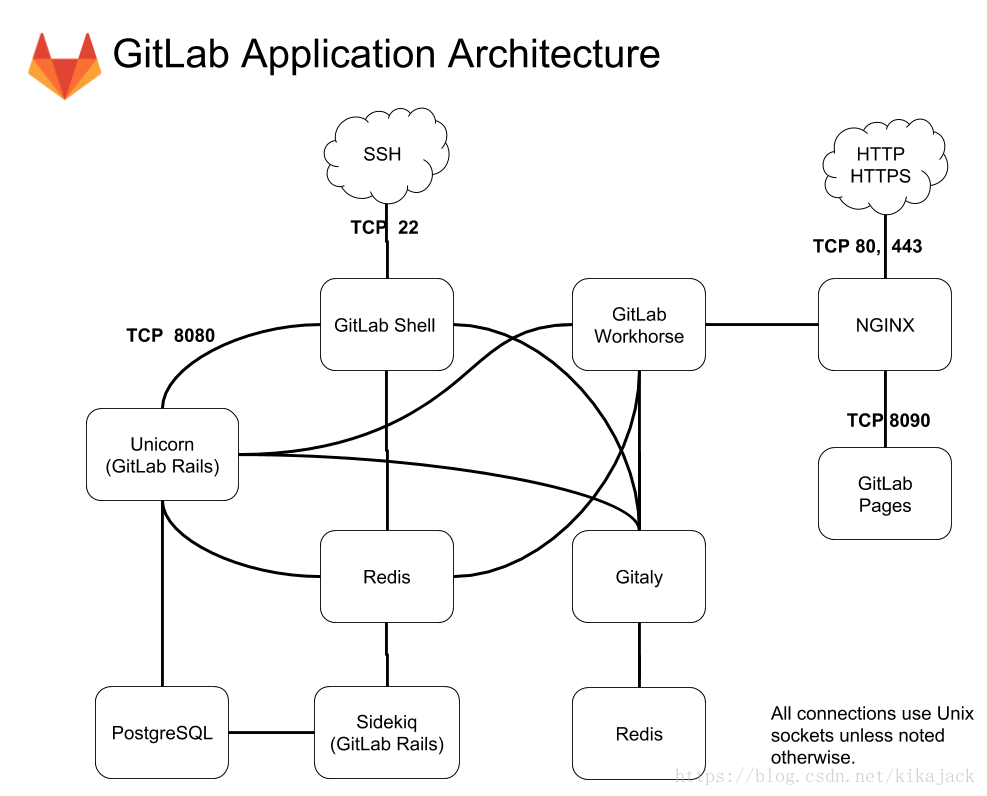 GitLab Application Architecture
SSH
HTTP
HTTPS
TCP 22
TCP 80, 443
GitLab Shell
GitLab
Workhorse
NGINX
TCP 8080
TCP 8090
Unicorn
(GitLab Rails)
GitLab
Pages
Redis
Gitaly
PostgreSQL
Sidekiq
(GitLab Rails)
Redis
All connections use Unix
sockets unless noted
otherwise.
https://blog.csdn.net/kikajack